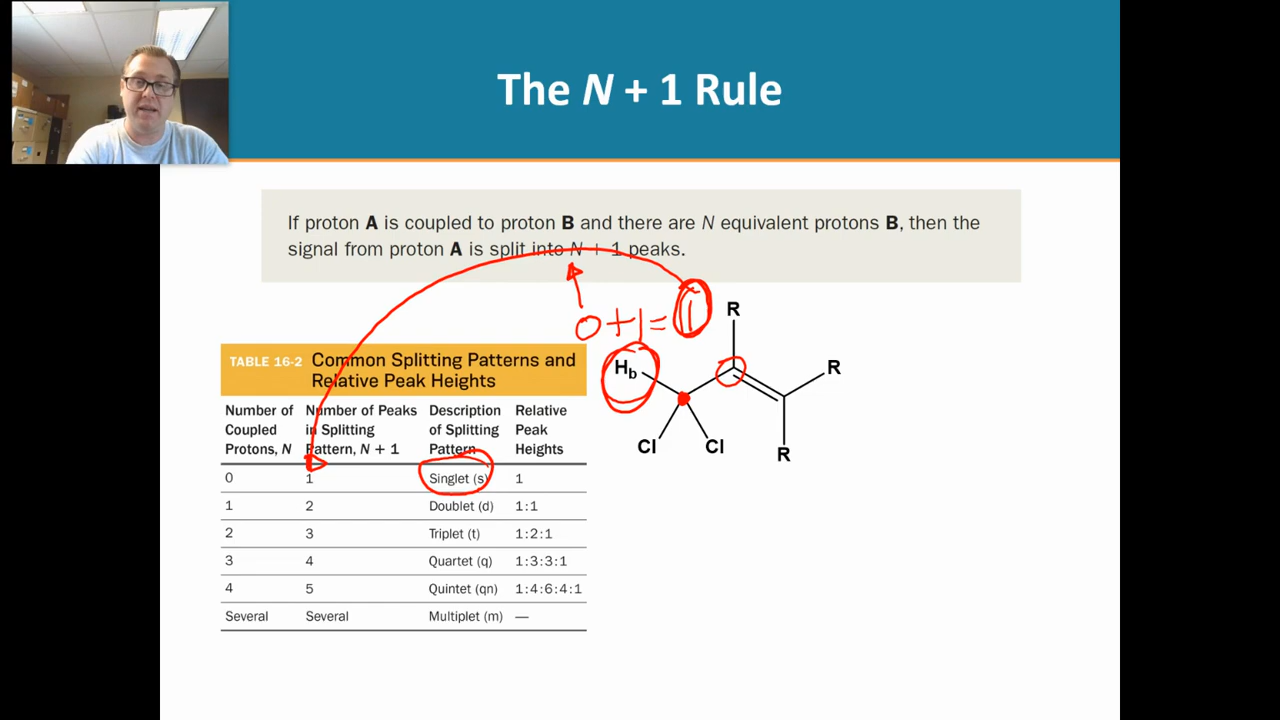 The N + 1 Rule
If proton A is coupled to proton B and there are N equivalent protons B, then the
signal from proton A is split into N + 1 peaks.
0+1=1
TABLE 16-2 Common Splitting Patterns and
Relative Peak Heights
Number of Coupled Protons, N
Number of Peaks in Splitting Pattern, N + 1
Description of Splitting Pattern
Relative Peak Heights
0 1 Singlet (s) 1
1 2 Doublet (d) 1:1
2 3 Triplet (t) 1:2:1
3 4 Quartet (q) 1:3:3:1
4 5 Quintet (qn) 1:4:6:4:1
Several Several Multiplet (m) —
R
Hb
R
Cl Cl
R